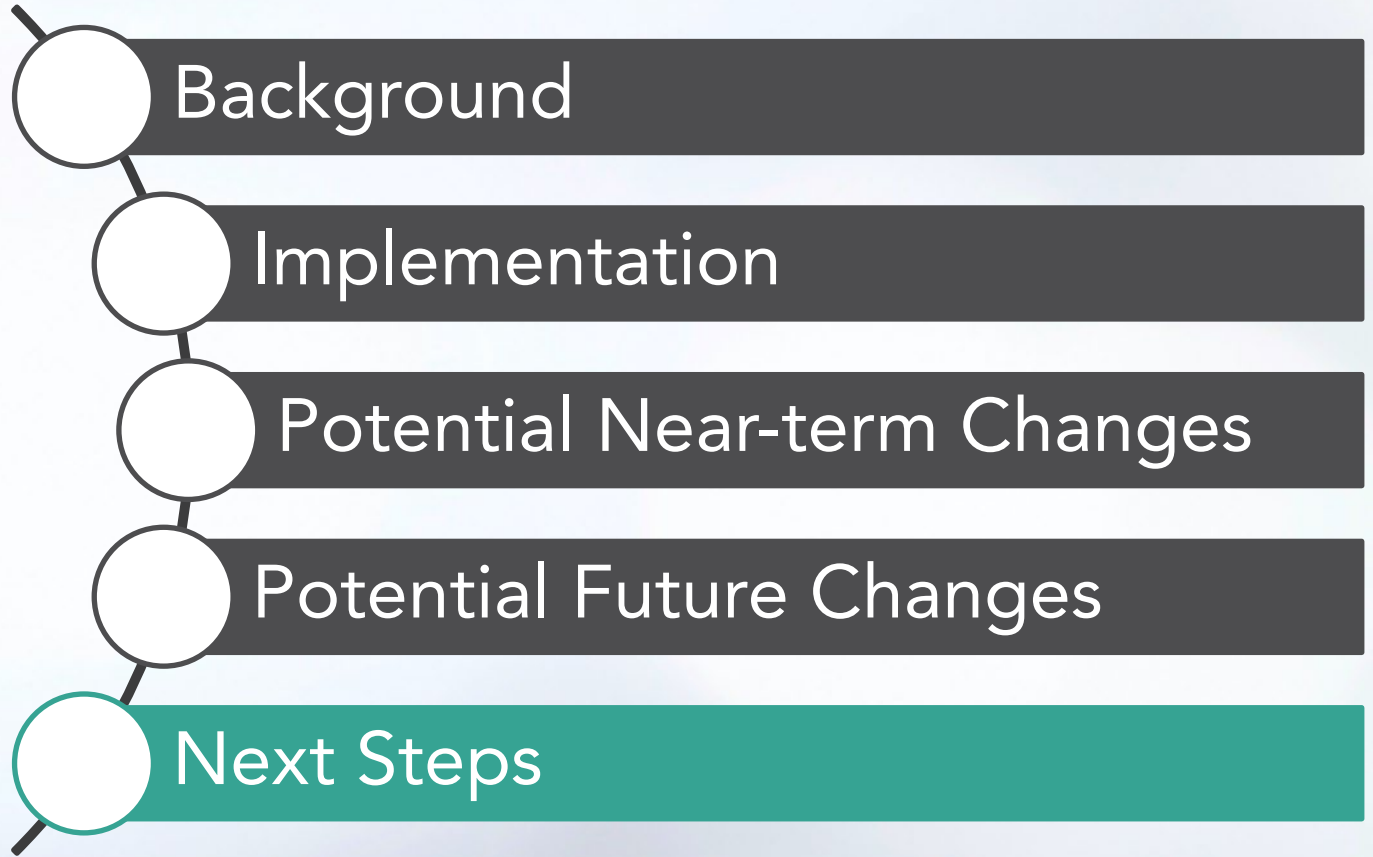 Background
Implementation
Potential Near-term Changes
Potential Future Changes
Next Steps